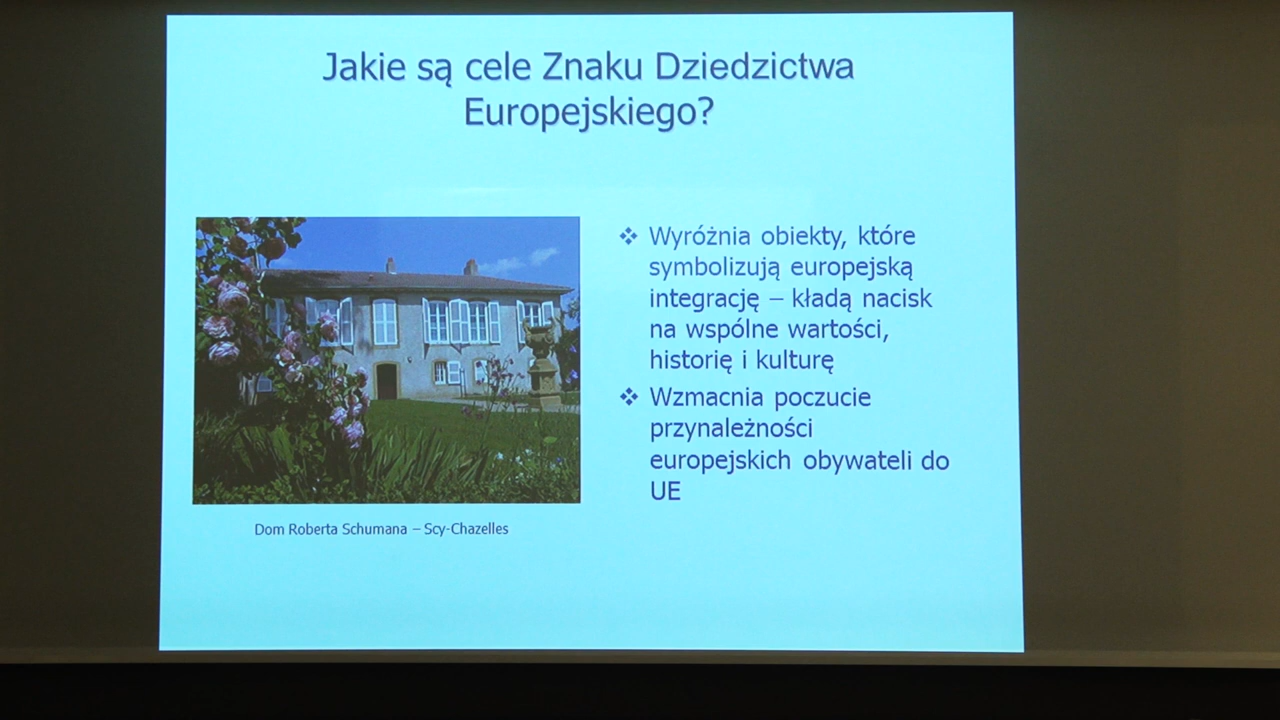 Jakie są cele Znaku Dziedzictwa
Europejskiego?
❖ Wyróżnia obiekty, które
symbolizują europejską
integrację – kładą nacisk
na wspólne wartości,
historię i kulturę
❖ Wzmacnia poczucie
przynależności
europejskich obywateli do
UE
Dom Roberta Schumana – Scy-Chazelles